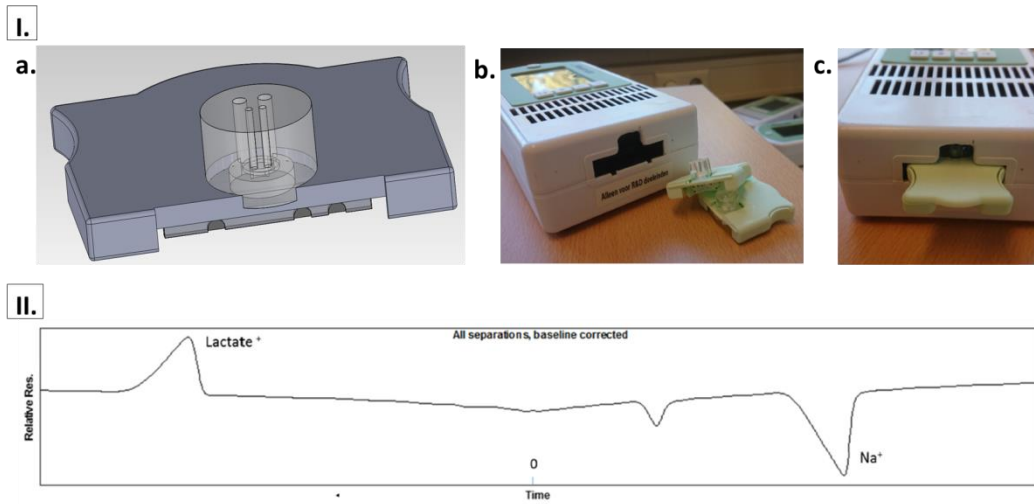 I.
a.
b.
c.
Alleen voor R&D doeleinden
II.
All separations, baseline corrected
Lactate +
Relative Res.
Na+
0
Time